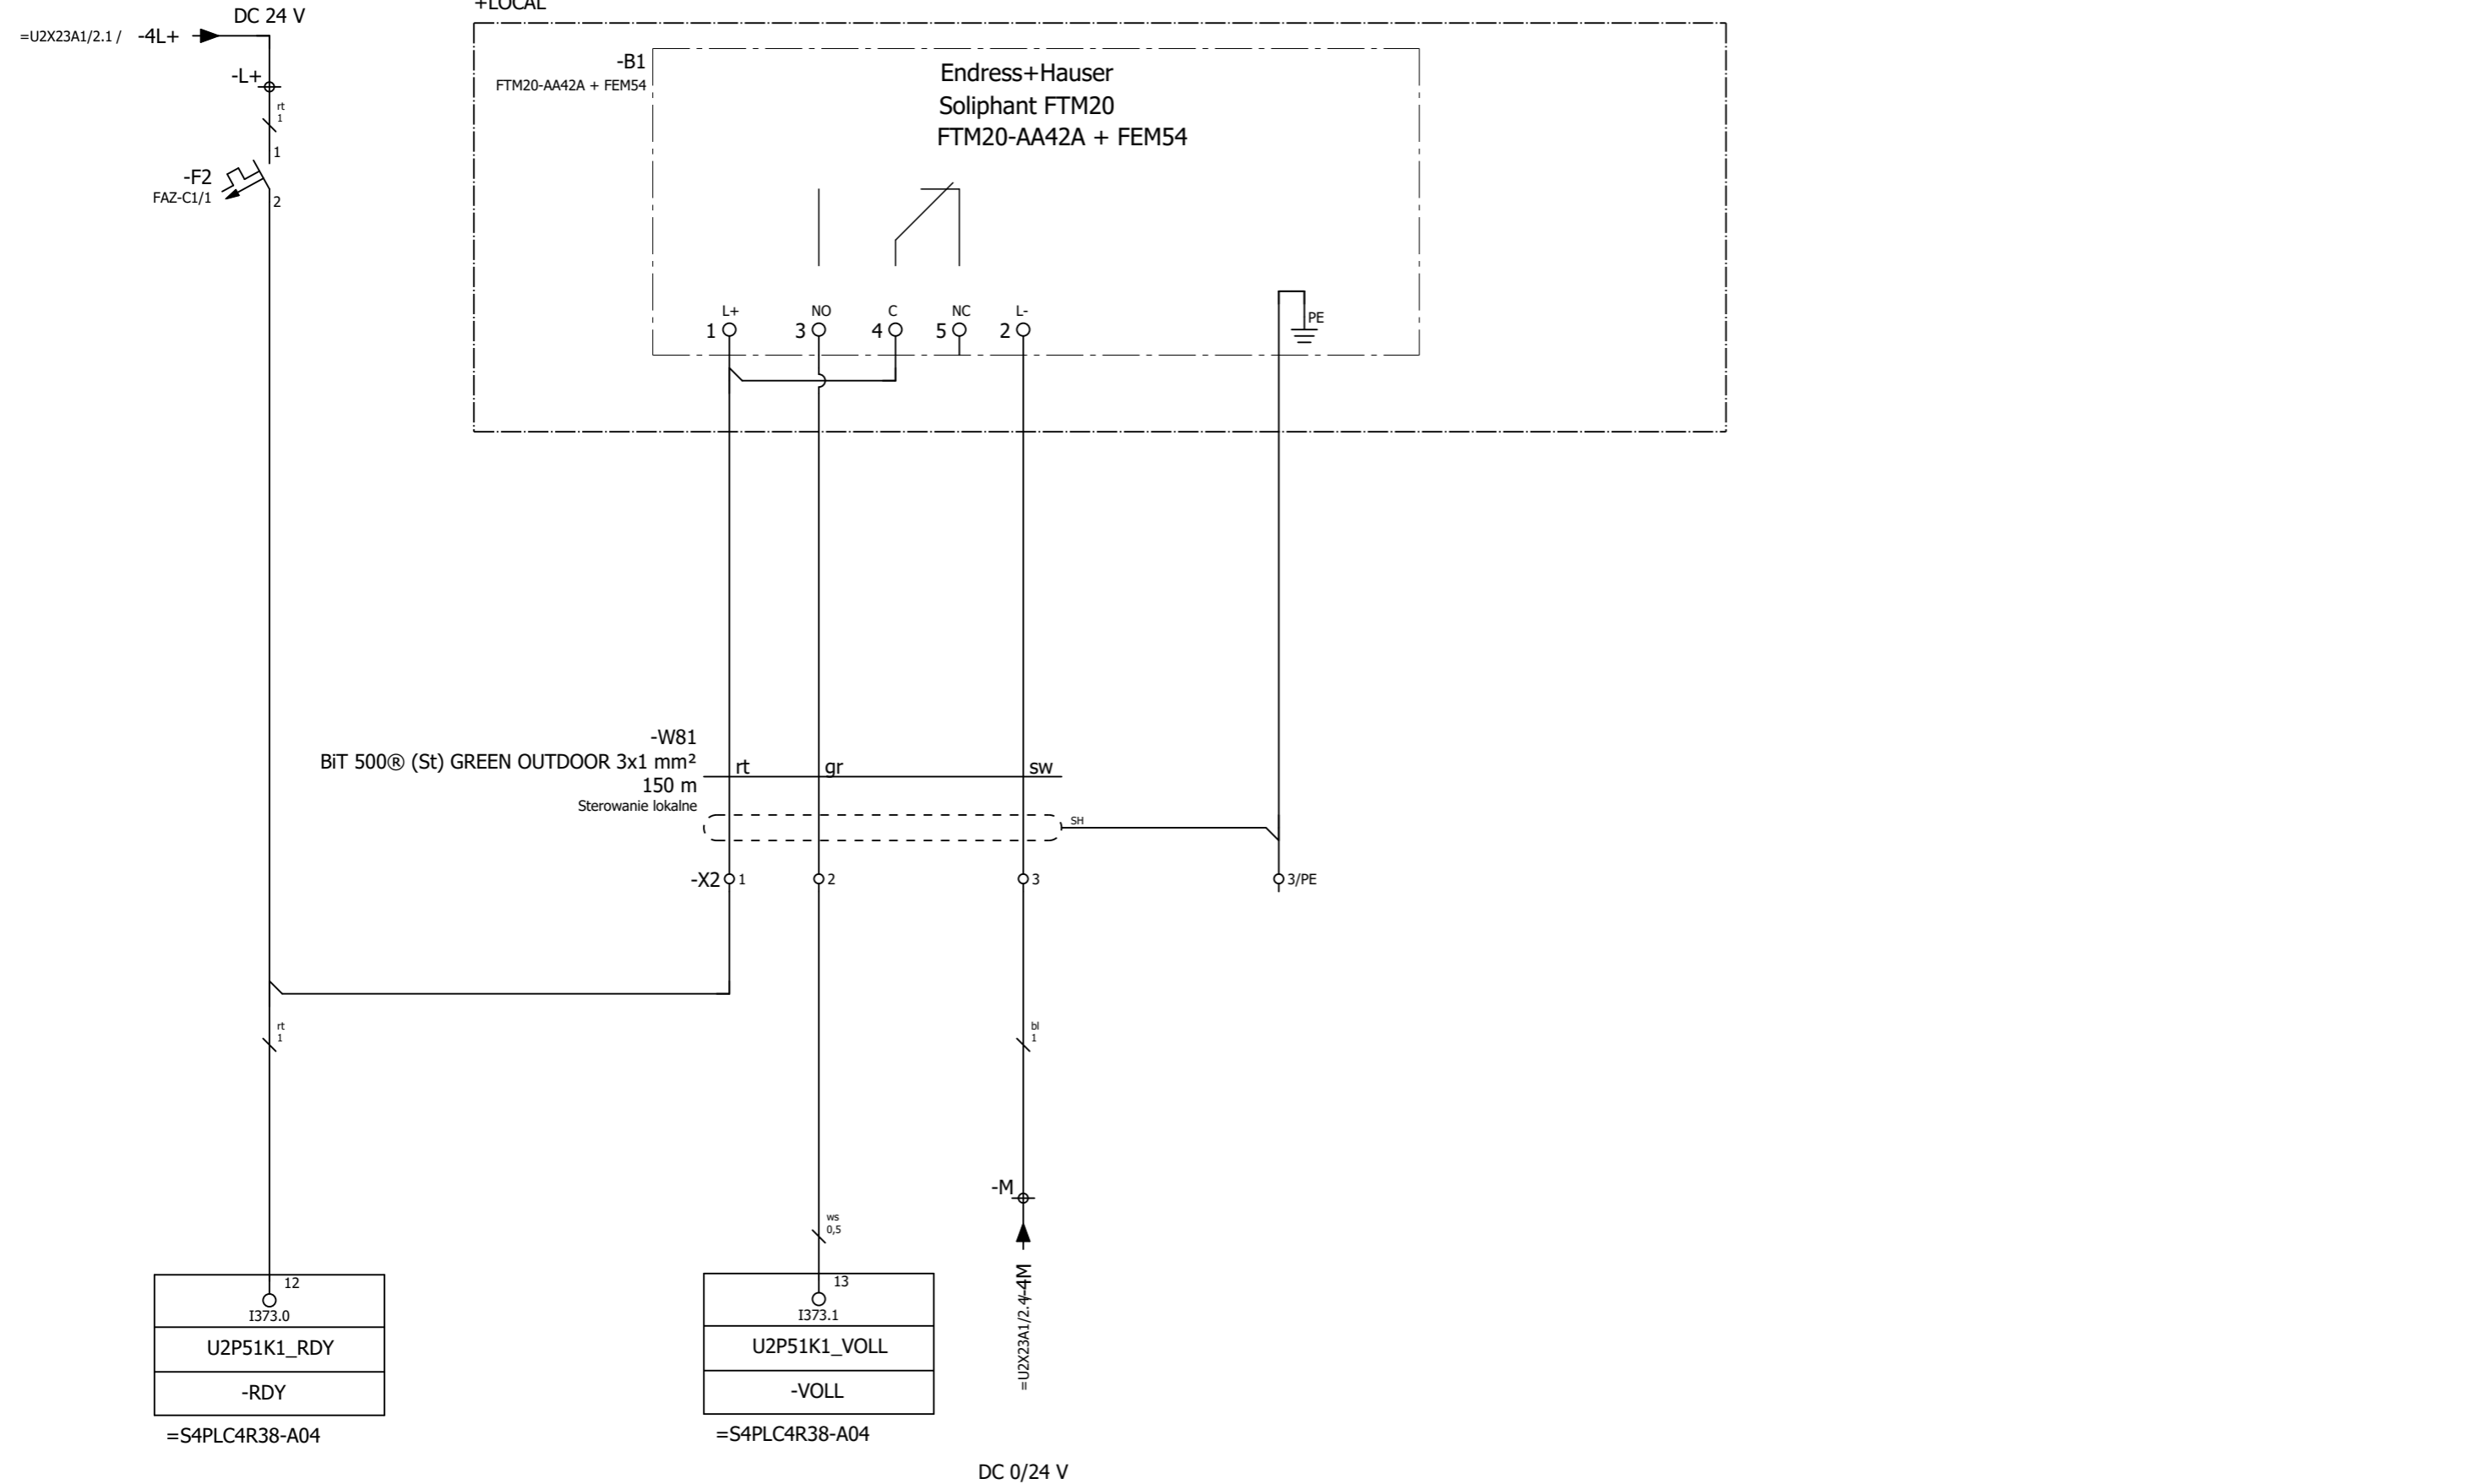 +LOCAL
DC 24 V
=U2X23A1/2.1 / -4L+
-L+
rt
1
1
-F2
FAZ-C1/1
2
-B1
FTM20-AA42A + FEM54
Endress+Hauser
Soliphant FTM20
FTM20-AA42A + FEM54
L+ NO C NC L-
1 3 4 5 2
PE
-W81
BiT 500® (St) GREEN OUTDOOR 3x1 mm²
150 m
Sterowanie lokalne
rt gr sw
SH
-X2 1 2 3 3/PE
rt
1
bl
1
-M
ws
0,5
=U2X23A1/2.4/-4M
12
I373.0
U2P51K1_RDY
-RDY
=S4PLC4R38-A04
13
I373.1
U2P51K1_VOLL
-VOLL
=S4PLC4R38-A04
DC 0/24 V